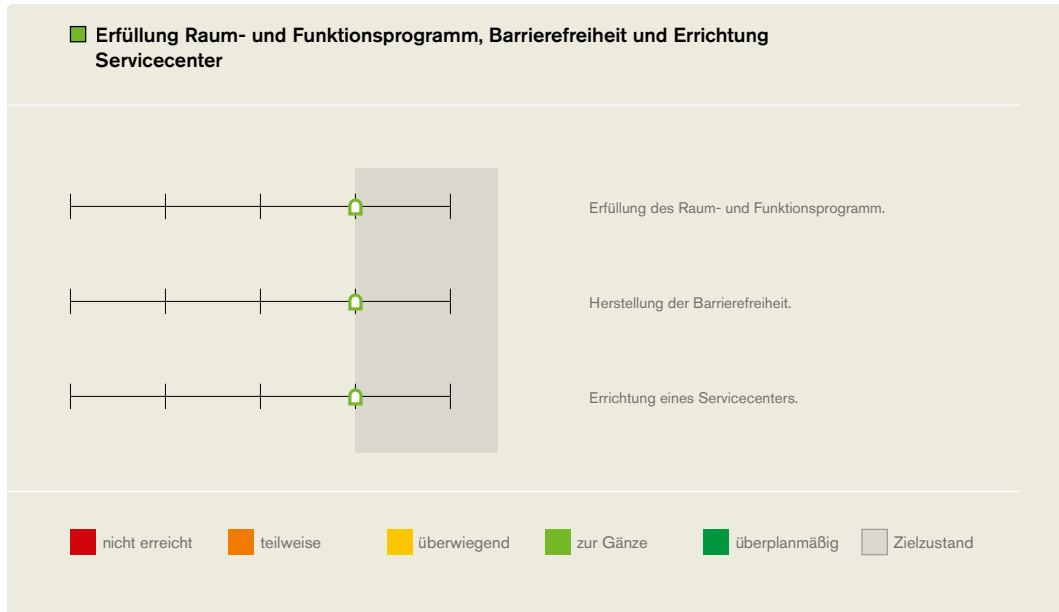 Erfüllung Raum- und Funktionsprogramm, Barrierefreiheit und Errichtung
Servicecenter
Erfüllung des Raum- und Funktionsprogramm.
Herstellung der Barrierefreiheit.
Errichtung eines Servicecenters.
nicht erreicht teilweise überwiegend zur Gänze überplanmäßig Zielzustand